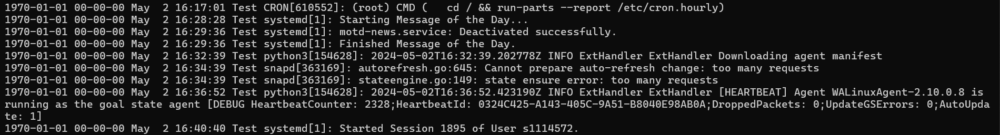 1970-01-01 00-00-00 May  2 16:17:01 Test CRON[610552]: (root) CMD (   cd / && run-parts --report /etc/cron.hourly)
1970-01-01 00-00-00 May  2 16:28:28 Test systemd[1]: Starting Message of the Day...
1970-01-01 00-00-00 May  2 16:29:36 Test systemd[1]: motd-news.service: Deactivated successfully.
1970-01-01 00-00-00 May  2 16:29:36 Test systemd[1]: Finished Message of the Day.
1970-01-01 00-00-00 May  2 16:32:39 Test python3[154628]: 2024-05-02T16:32:39.202778Z INFO ExtHandler ExtHandler Downloading agent manifest
1970-01-01 00-00-00 May  2 16:34:39 Test snapd[363169]: autorefresh.go:645: Cannot prepare auto-refresh change: too many requests
1970-01-01 00-00-00 May  2 16:34:39 Test snapd[363169]: stateengine.go:149: state ensure error: too many requests
1970-01-01 00-00-00 May  2 16:36:52 Test python3[154628]: 2024-05-02T16:36:52.423190Z INFO ExtHandler ExtHandler [HEARTBEAT] Agent WALinuxAgent-2.10.0.8 is
running as the goal state agent [DEBUG HeartbeatCounter: 2328;HeartbeatId: 0324C425-A143-405C-9A51-B8040E98AB0A;DroppedPackets: 0;UpdateGSErrors: 0;AutoUpda
te: 1]
1970-01-01 00-00-00 May  2 16:40:40 Test systemd[1]: Started Session 1895 of User s1114572.